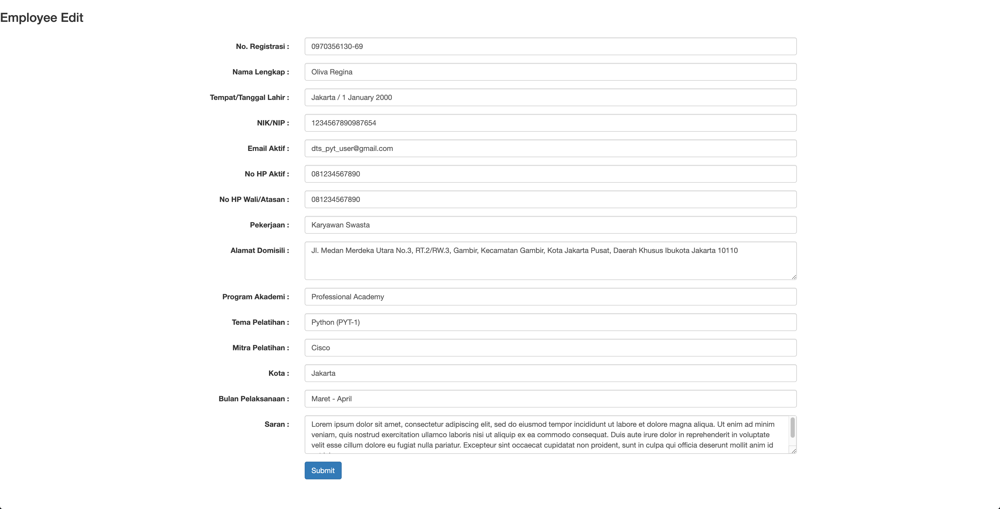 Employee Edit
No. Registrasi : 0970356130-69
Nama Lengkap : Oliva Regina
Tempat/Tanggal Lahir : Jakarta / 1 January 2000
NIK/NIP : 1234567890987654
Email Aktif : dts_pyt_user@gmail.com
No HP Aktif : 081234567890
No HP Wali/Atasan : 081234567890
Pekerjaan : Karyawan Swasta
Alamat Domisili : Jl. Medan Merdeka Utara No.3, RT.2/RW.3, Gambir, Kecamatan Gambir, Kota Jakarta Pusat, Daerah Khusus Ibukota Jakarta 10110
Program Akademi : Professional Academy
Tema Pelatihan : Python (PYT-1)
Mitra Pelatihan : Cisco
Kota : Jakarta
Bulan Pelaksanaan : Maret - April
Saran : Lorem ipsum dolor sit amet, consectetur adipiscing elit, sed do eiusmod tempor incididunt ut labore et dolore magna aliqua. Ut enim ad minim
veniam, quis nostrud exercitation ullamco laboris nisi ut aliquip ex ea commodo consequat. Duis aute irure dolor in reprehenderit in voluptate
velit esse cillum dolore eu fugiat nulla pariatur. Excepteur sint occaecat cupidatat non proident, sunt in culpa qui officia deserunt mollit anim id
Submit